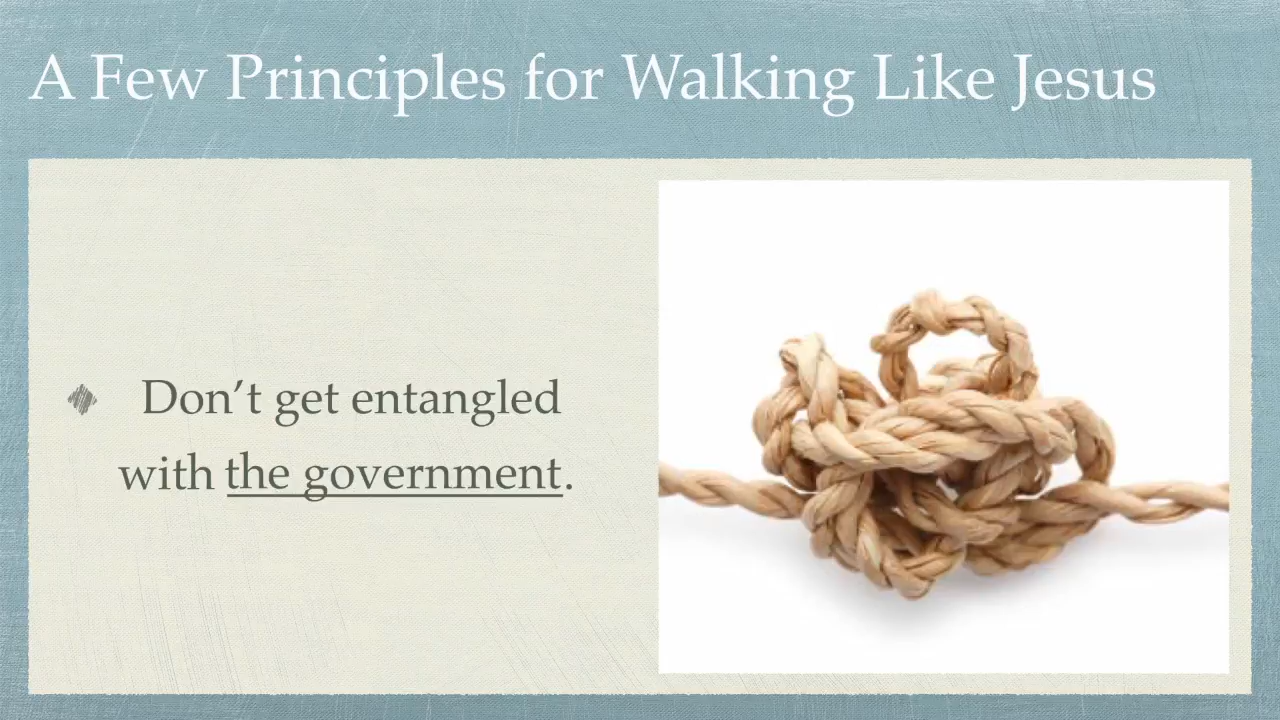 A Few Principles for Walking Like Jesus
Don’t get entangled
with the government.